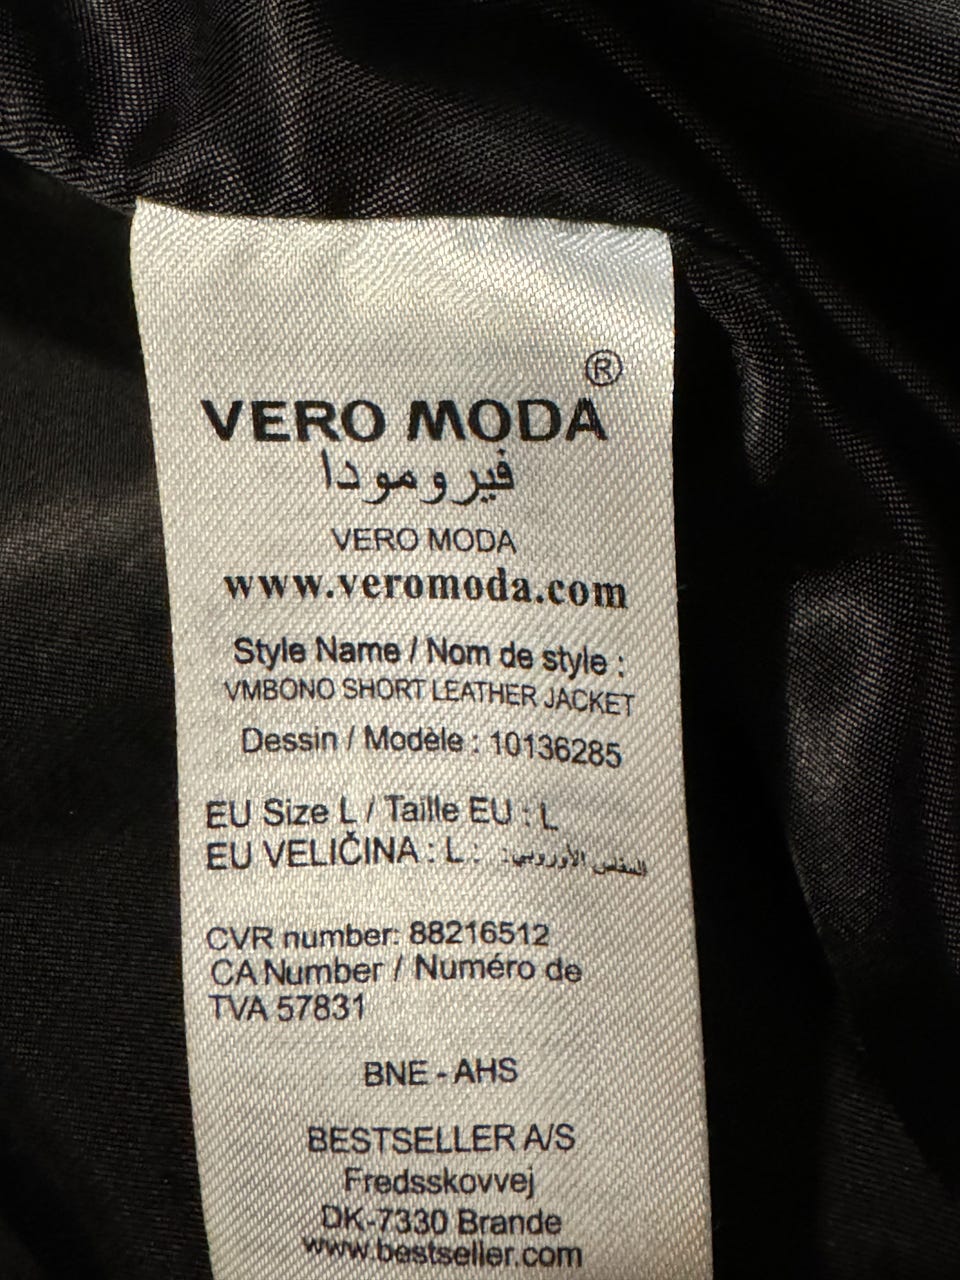 VERO MODA®
فيرومودا
VERO MODA
www.veromoda.com
Style Name / Nom de style :
VMBONO SHORT LEATHER JACKET
Dessin / Modèle : 10136285
EU Size L / Taille EU : L
EU VELIČINA : L : المقاس الأوروبي:
CVR number: 88216512
CA Number / Numéro de
TVA 57831
BNE - AHS
BESTSELLER A/S
Fredsskovvej
DK-7330 Brande
www.bestseller.com